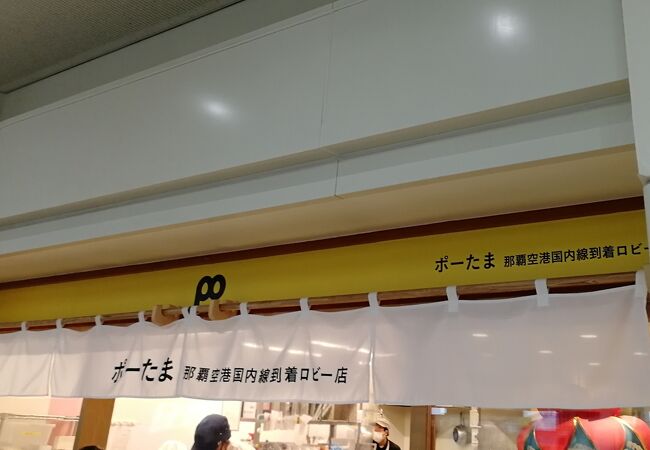 ポーたま 那覇空港国内線到着ロビー
po
ポーたま 那覇空港国内線到着ロビー店